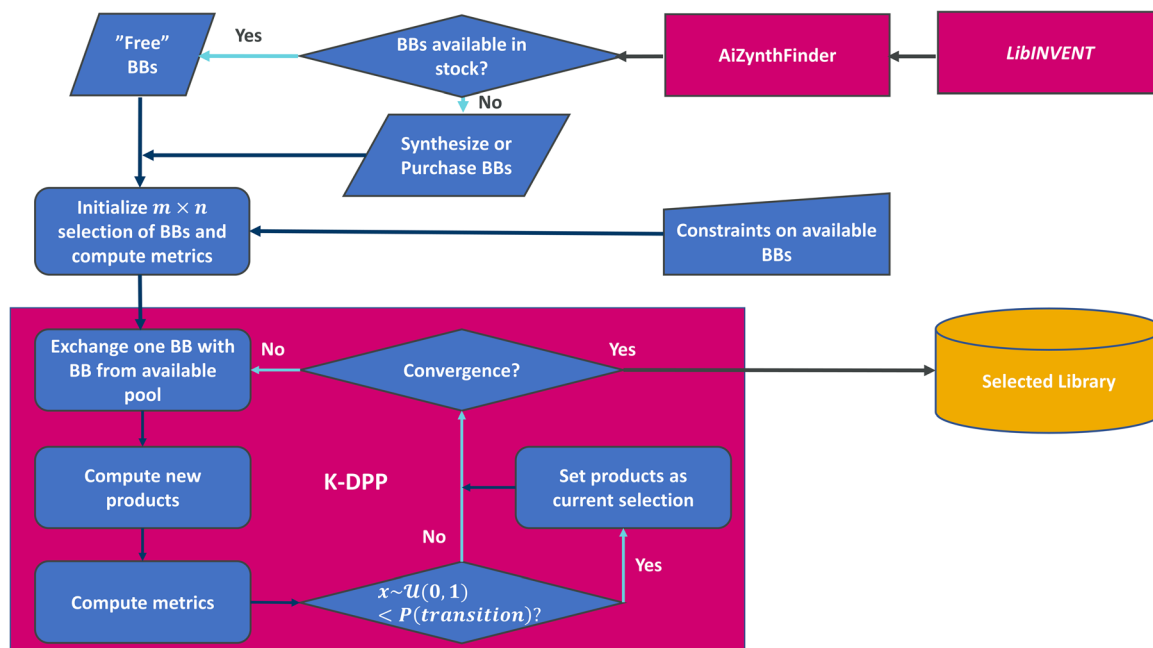 "Free"
BBs
Yes
BBs available in
stock?
AiZynthFinder
LibINVENT
No
Synthesize or
Purchase BBs
Initialize m × n
selection of BBs and
compute metrics
Constraints on available
BBs
Exchange one BB with
BB from available
pool
No
Convergence?
Yes
Selected Library
Compute new
products
K-DPP
Set products as
current selection
No
Yes
Compute metrics
x~𝒰(0, 1)
< P(transition)?